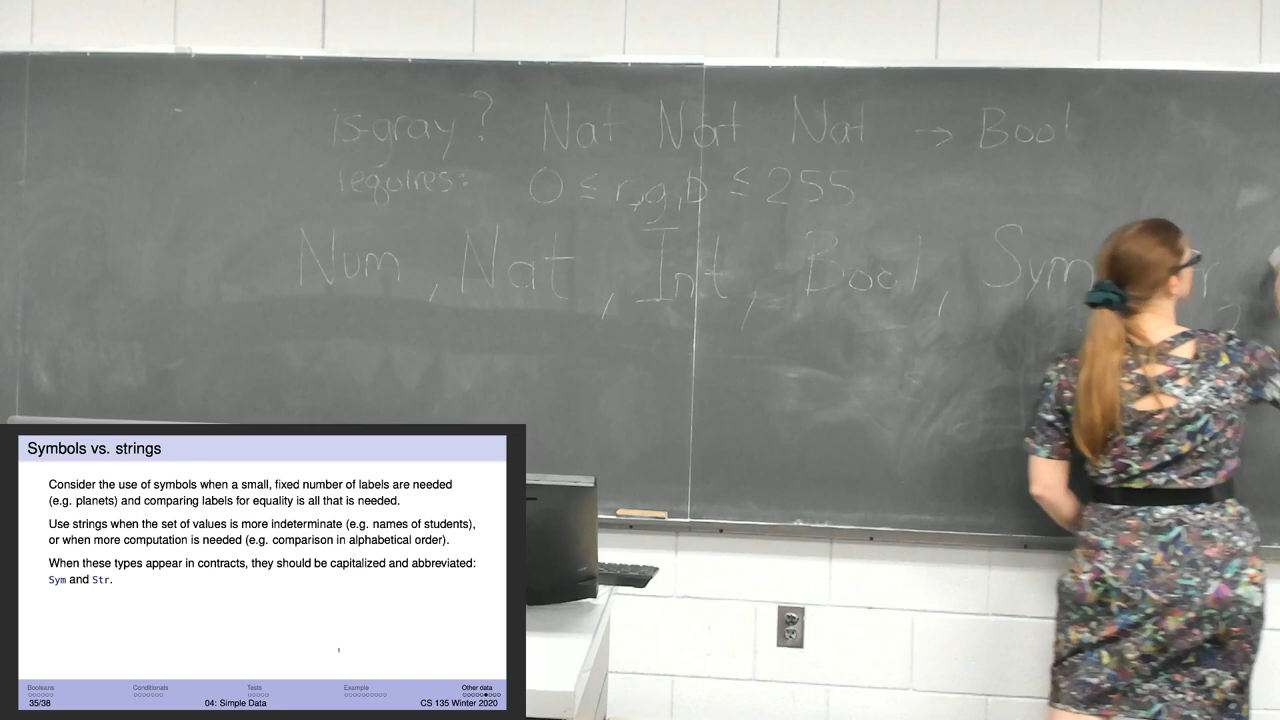 is-gray? Nat Nat Nat → Bool
requires: 0 ≤ r,g,b ≤ 255
Num, Nat, Int, Bool, Sym
Symbols vs. strings
Consider the use of symbols when a small, fixed number of labels are needed
(e.g. planets) and comparing labels for equality is all that is needed.
Use strings when the set of values is more indeterminate (e.g. names of students),
or when more computation is needed (e.g. comparison in alphabetical order).
When these types appear in contracts, they should be capitalized and abbreviated:
Sym and Str.
Booleans Conditionals Tests Example Other data
35/38 04: Simple Data CS 135 Winter 2020